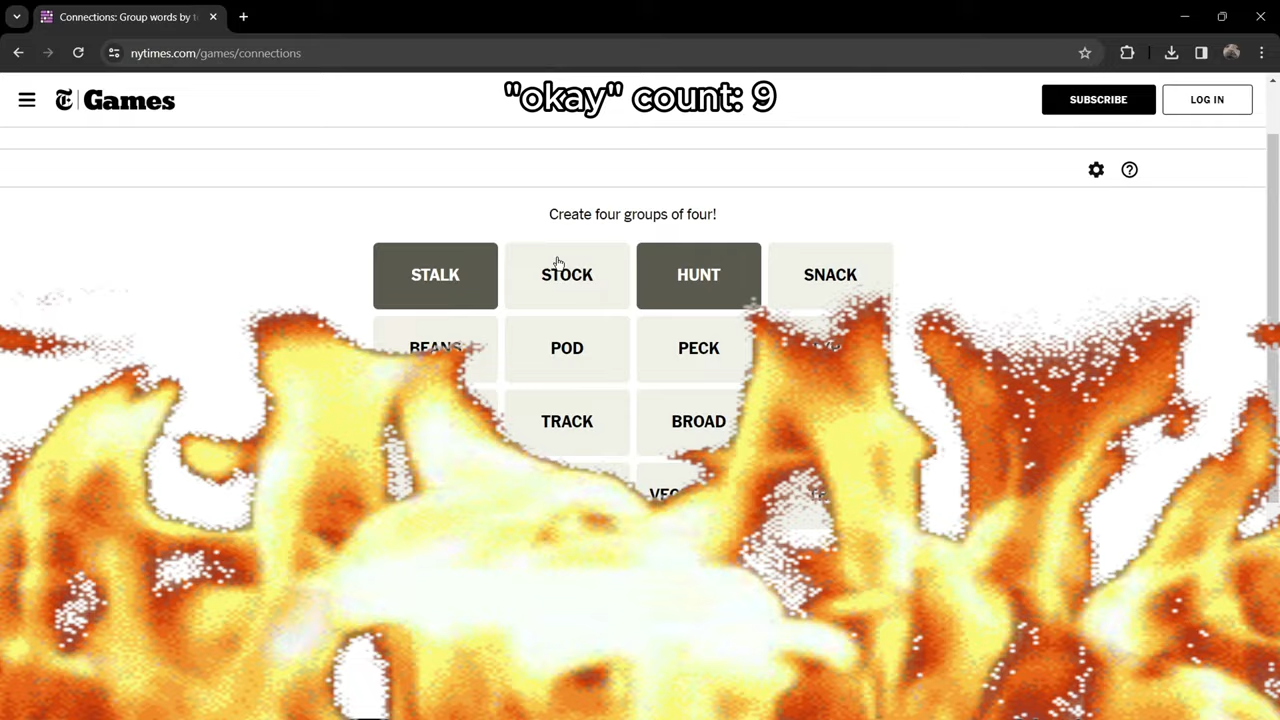 Connections: Group words by
nytimes.com/games/connections
Games
"okay" count: 9
SUBSCRIBE
LOG IN
Create four groups of four!
STALK STOCK HUNT SNACK
BEANS POD PECK
TRACK BROAD